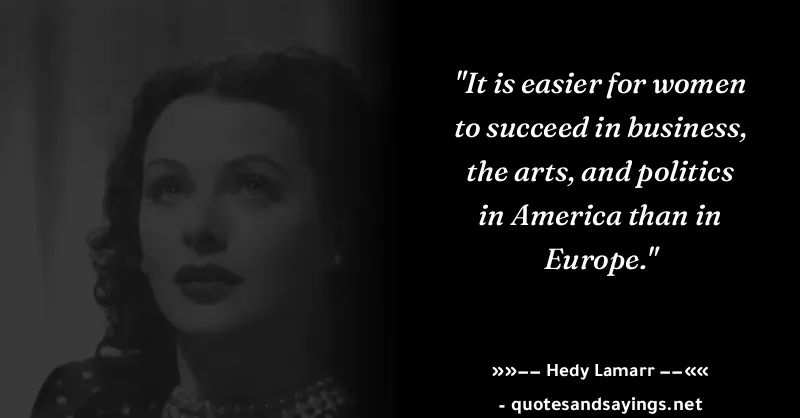 "It is easier for women
to succeed in business,
the arts, and politics
in America than in
Europe."
»»–– Hedy Lamarr ––««
- quotesandsayings.net